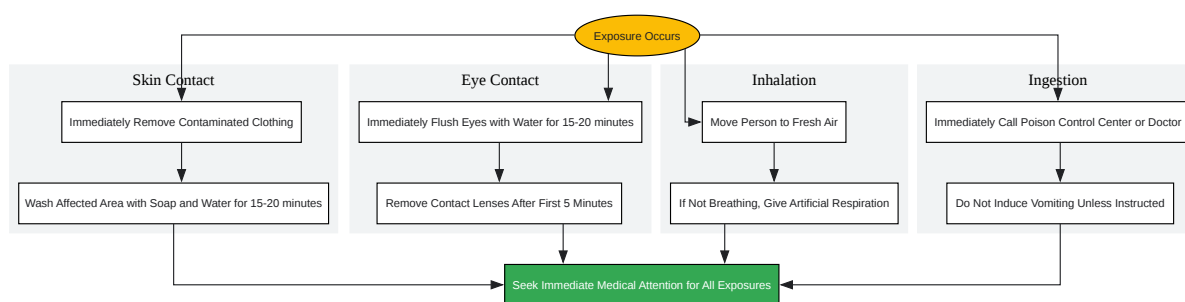 Exposure Occurs
Skin Contact
Eye Contact
Inhalation
Ingestion
Immediately Remove Contaminated Clothing
Immediately Flush Eyes with Water for 15-20 minutes
Move Person to Fresh Air
Immediately Call Poison Control Center or Doctor
Wash Affected Area with Soap and Water for 15-20 minutes
Remove Contact Lenses After First 5 Minutes
If Not Breathing, Give Artificial Respiration
Do Not Induce Vomiting Unless Instructed
Seek Immediate Medical Attention for All Exposures